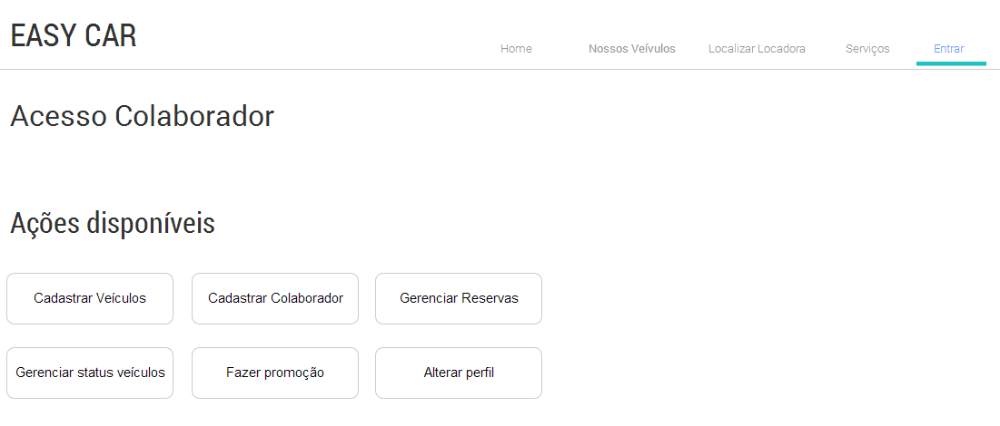 EASY CAR
Home Nossos Veívulos Localizar Locadora Serviços Entrar
Acesso Colaborador
Ações disponíveis
Cadastrar Veículos Cadastrar Colaborador Gerenciar Reservas
Gerenciar status veículos Fazer promoção Alterar perfil